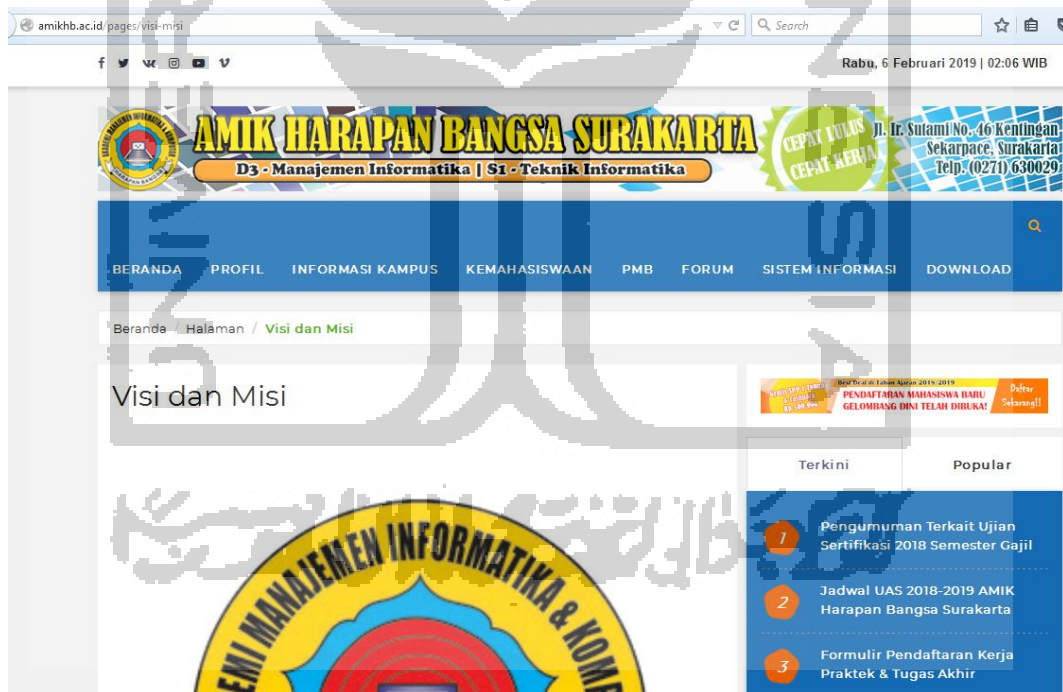 amikhb.ac.id/pages/visi-misi
Search
Rabu, 6 Februari 2019 | 02:06 WIB
AMIK HARAPAN BANGSA SURAKARTA
D3 - Manajemen Informatika | S1 - Teknik Informatika
CEPAT LULUS
CEPAT KERJA
Jl. Ir. Sutami No. 46 Kentingan
Sekarpace, Surakarta
Telp. (0271) 630029
BERANDA PROFIL INFORMASI KAMPUS KEMAHASISWAAN PMB FORUM SISTEM INFORMASI DOWNLOAD
Beranda / Halaman / Visi dan Misi
Visi dan Misi
PENDAFTARAN MAHASISWA BARU
GELOMBANG DINI TELAH DIBUKA!
Daftar
Sekarang!!
Terkini Popular
1 Pengumuman Terkait Ujian
Sertifikasi 2018 Semester Gajil
2 Jadwal UAS 2018-2019 AMIK
Harapan Bangsa Surakarta
3 Formulir Pendaftaran Kerja
Praktek & Tugas Akhir
MANAJEMEN INFORMATIKA &